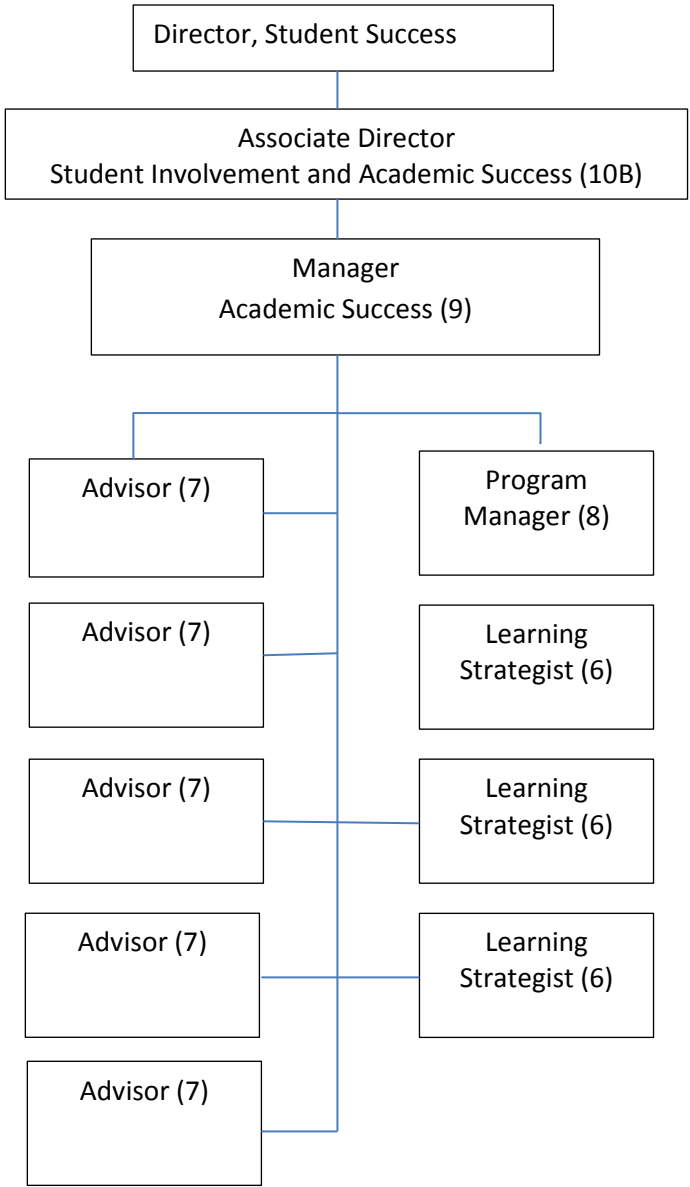 Director, Student Success
Associate Director
Student Involvement and Academic Success (10B)
Manager
Academic Success (9)
Advisor (7)
Program
Manager (8)
Advisor (7)
Learning
Strategist (6)
Advisor (7)
Learning
Strategist (6)
Advisor (7)
Learning
Strategist (6)
Advisor (7)